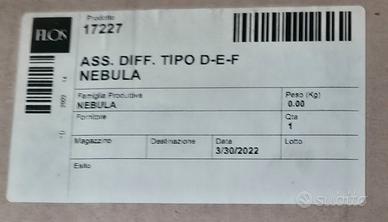 FLOS
Prodotto
17227
ASS. DIFF. TIPO D-E-F
NEBULA
Famiglia Produttiva
NEBULA
Peso (Kg)
0.00
Fornitore
Qta
1
Magazzino
Destinazione
Data
3/30/2022
Lotto
Esito
subito